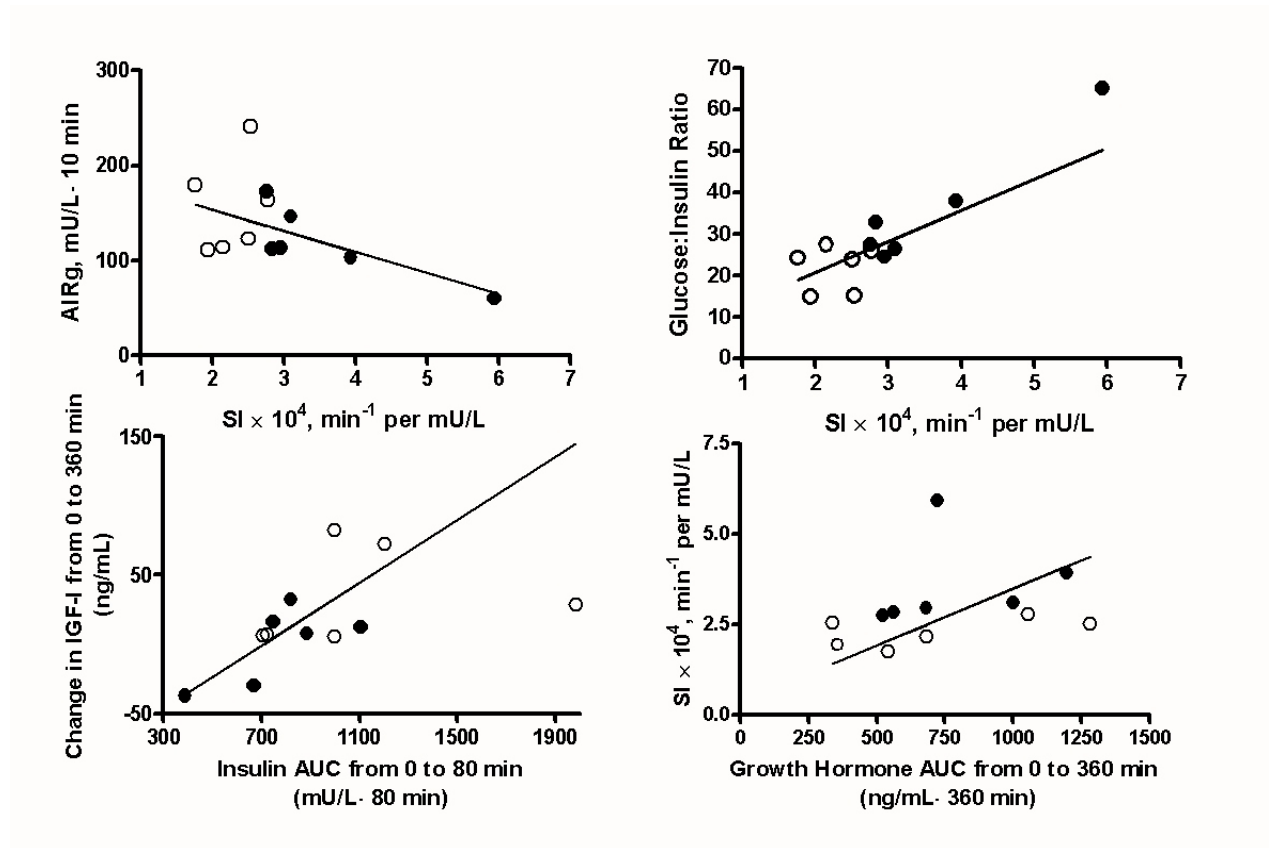 AIRg, mU/L· 10 min
300
200
100
0
1 2 3 4 5 6 7
SI × 10⁴, min⁻¹ per mU/L
Glucose:Insulin Ratio
70
60
50
40
30
20
10
0
1 2 3 4 5 6 7
SI × 10⁴, min⁻¹ per mU/L
Change in IGF-I from 0 to 360 min
(ng/mL)
150
50
-50
300 700 1100 1500 1900
Insulin AUC from 0 to 80 min
(mU/L· 80 min)
SI × 10⁴, min⁻¹ per mU/L
7.5
5.0
2.5
0.0
0 250 500 750 1000 1250 1500
Growth Hormone AUC from 0 to 360 min
(ng/mL· 360 min)